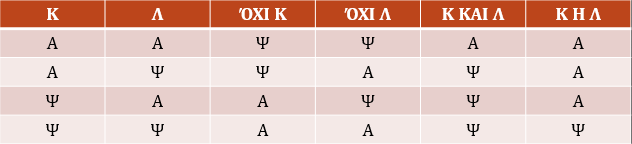 Κ Λ ΌΧΙ Κ ΌΧΙ Λ Κ ΚΑΙ Λ Κ Η Λ
Α Α Ψ Ψ Α Α
Α Ψ Ψ Α Ψ Α
Ψ Α Α Ψ Ψ Α
Ψ Ψ Α Α Ψ Ψ